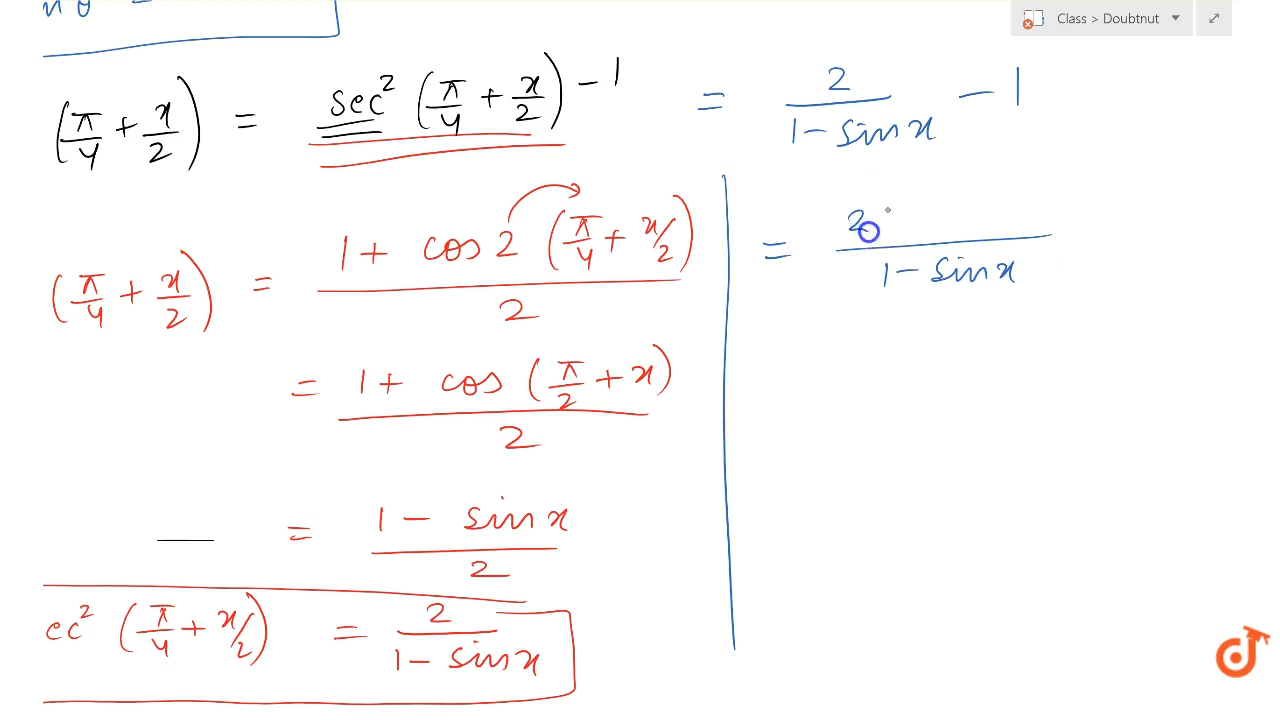 n θ =
Class > Doubtnut
(π/4 + x/2) = sec² (π/4 + x/2) - 1 = 2/(1 - sin x) - 1
(π/4 + x/2) = (1 + cos 2 (π/4 + x/2))/2
= 2/(1 - sin x)
= (1 + cos (π/2 + x))/2
= (1 - sin x)/2
ec² (π/4 + x/2) = 2/(1 - sin x)